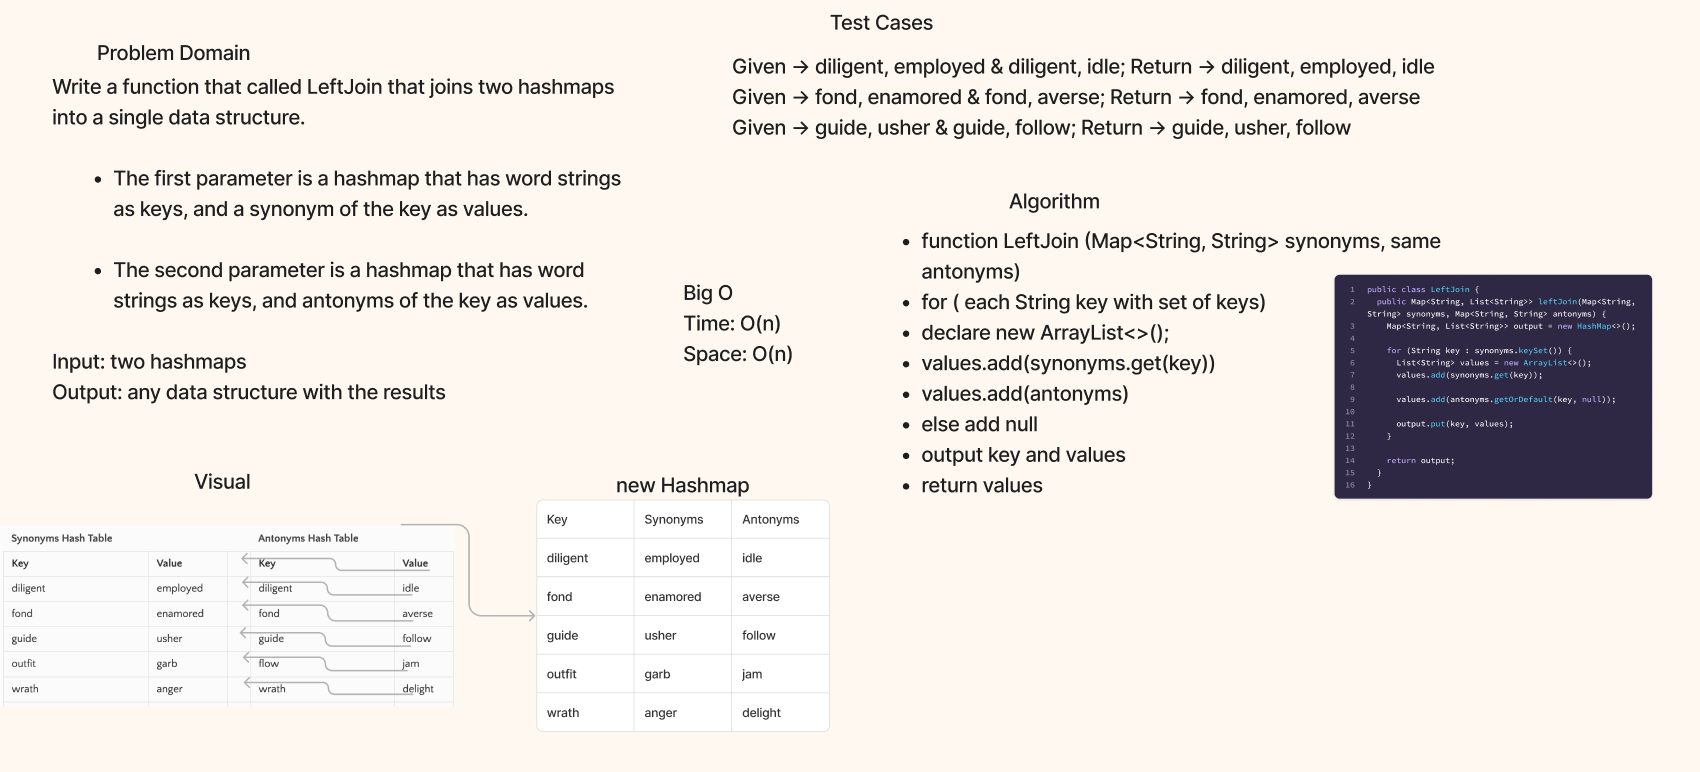 Problem Domain
Write a function that called LeftJoin that joins two hashmaps
into a single data structure.
• The first parameter is a hashmap that has word strings
as keys, and a synonym of the key as values.
• The second parameter is a hashmap that has word
strings as keys, and antonyms of the key as values.
Input: two hashmaps
Output: any data structure with the results
Test Cases
Given → diligent, employed & diligent, idle; Return → diligent, employed, idle
Given → fond, enamored & fond, averse; Return → fond, enamored, averse
Given → guide, usher & guide, follow; Return → guide, usher, follow
Big O
Time: O(n)
Space: O(n)
Algorithm
• function LeftJoin (Map<String, String> synonyms, same
antonyms)
• for ( each String key with set of keys)
• declare new ArrayList<>();
• values.add(synonyms.get(key))
• values.add(antonyms)
• else add null
• output key and values
• return values
1 public class LeftJoin {
2 public Map<String, List<String>> leftJoin(Map<String,
String> synonyms, Map<String, String> antonyms) {
3 Map<String, List<String>> output = new HashMap<>();
4
5 for (String key : synonyms.keySet()) {
6 List<String> values = new ArrayList<>();
7 values.add(synonyms.get(key));
8
9 values.add(antonyms.getOrDefault(key, null));
10
11 output.put(key, values);
12 }
13
14 return output;
15 }
16 }
Visual
Synonyms Hash Table Antonyms Hash Table
Key Value Key Value
diligent employed diligent idle
fond enamored fond averse
guide usher guide follow
outfit garb flow jam
wrath anger wrath delight
new Hashmap
Key Synonyms Antonyms
diligent employed idle
fond enamored averse
guide usher follow
outfit garb jam
wrath anger delight